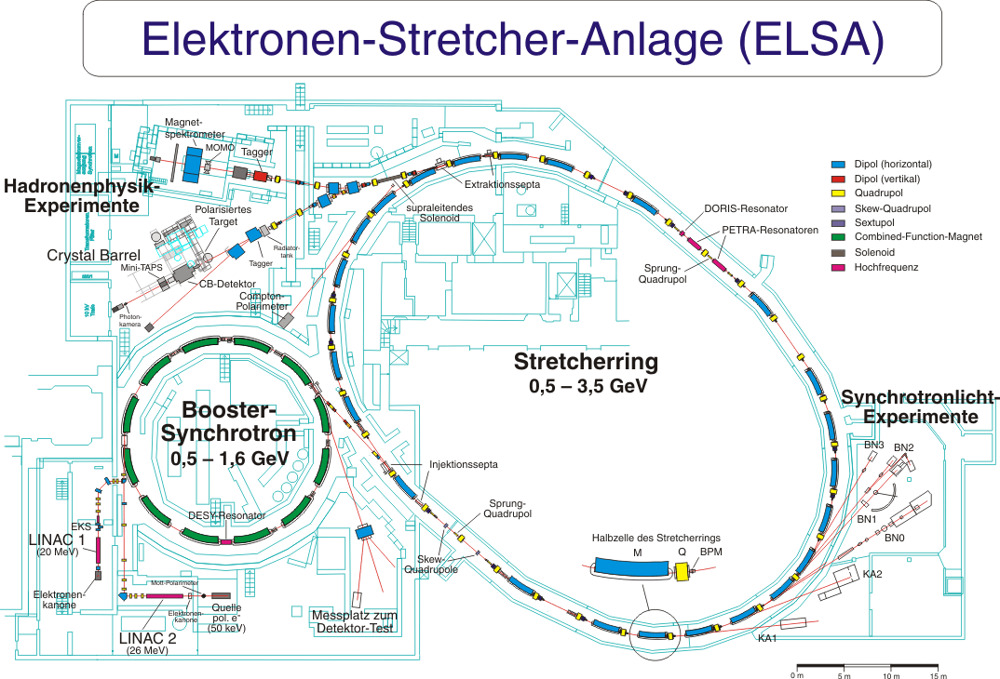 Elektronen-Stretcher-Anlage (ELSA)
Magnet-
spektrometer
MOMO
Tagger
Hadronenphysik-
Experimente
Extraktionssepta
supraleitendes
Solenoid
Polarisiertes
Target
Crystal Barrel
Mini-TAPS
Radiator-
tank
Tagger
CB-Detektor
Compton-
Polarimeter
Photon-
kamera
DORIS-Resonator
PETRA-Resonatoren
Sprung-
Quadrupol
Dipol (horizontal)
Dipol (vertikal)
Quadrupol
Skew-Quadrupol
Sextupol
Combined-Function-Magnet
Solenoid
Hochfrequenz
Stretcherring
0,5 – 3,5 GeV
Booster-
Synchrotron
0,5 – 1,6 GeV
DESY-Resonator
Synchrotronlicht-
Experimente
BN3
BN2
BN1
BN0
KA2
KA1
Injektionssepta
Sprung-
Quadrupol
Skew-
Quadrupole
Halbzelle des Stretcherrings
M
Q
BPM
EKS
LINAC 1
(20 MeV)
Elektronen-
kanone
Mott-Polarimeter
Elektronen-
kanone
Quelle
pol. e⁻
(50 keV)
LINAC 2
(26 MeV)
Messplatz zum
Detektor-Test
0 m
5 m
10 m
15 m